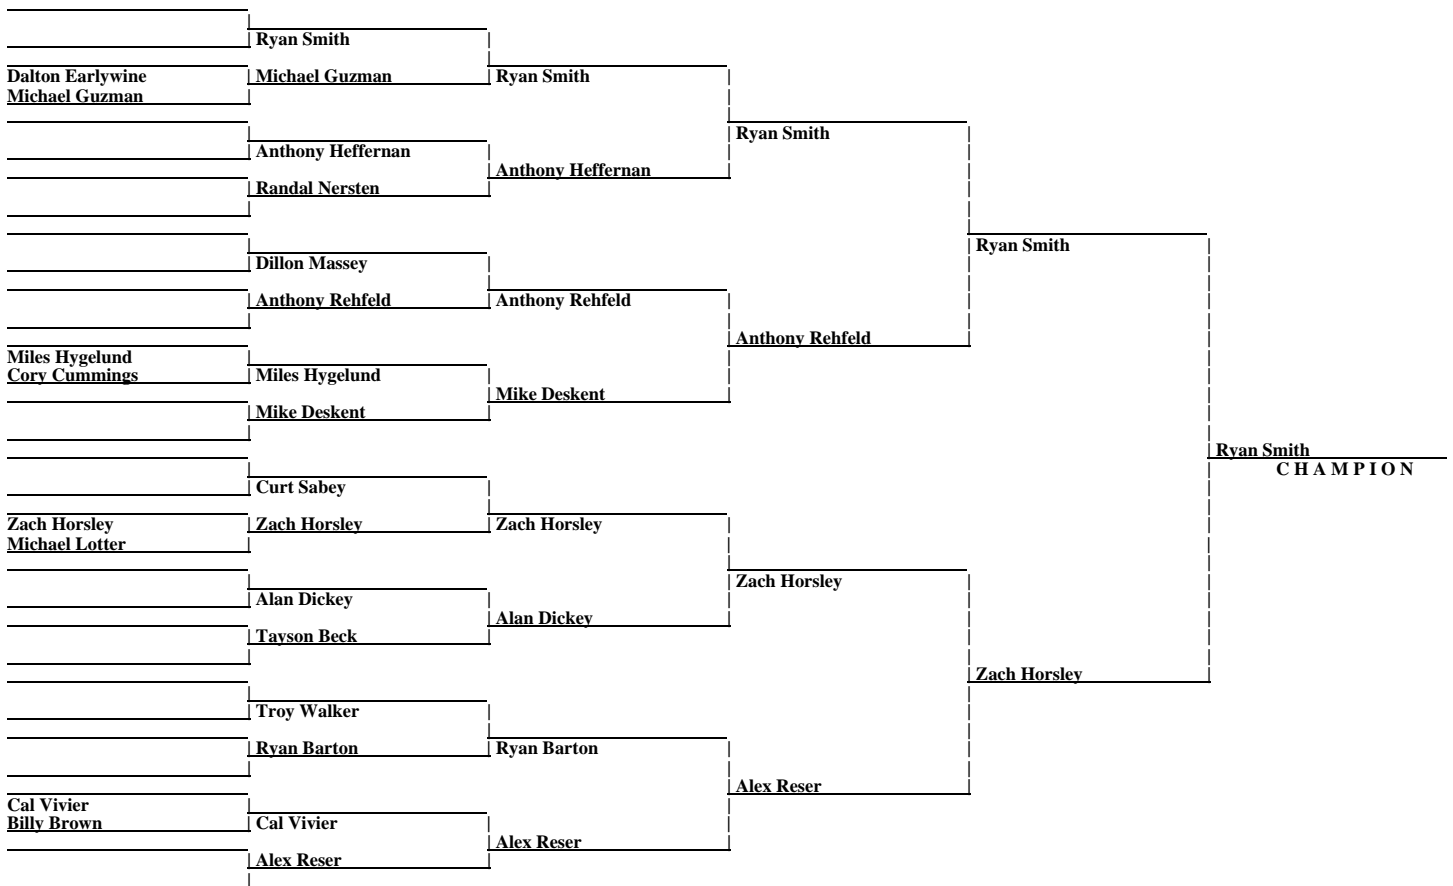 Ryan Smith
Dalton Earlywine
Michael Guzman
Ryan Smith
Michael Guzman
Ryan Smith
Anthony Heffernan
Anthony Heffernan
Randal Nersten
Ryan Smith
Dillon Massey
Anthony Rehfeld
Anthony Rehfeld
Anthony Rehfeld
Miles Hygelund
Cory Cummings
Miles Hygelund
Mike Deskent
Mike Deskent
Ryan Smith
CHAMPION
Curt Sabey
Zach Horsley
Zach Horsley
Zach Horsley
Michael Lotter
Zach Horsley
Alan Dickey
Alan Dickey
Tayson Beck
Zach Horsley
Troy Walker
Ryan Barton
Ryan Barton
Alex Reser
Cal Vivier
Billy Brown
Cal Vivier
Alex Reser
Alex Reser